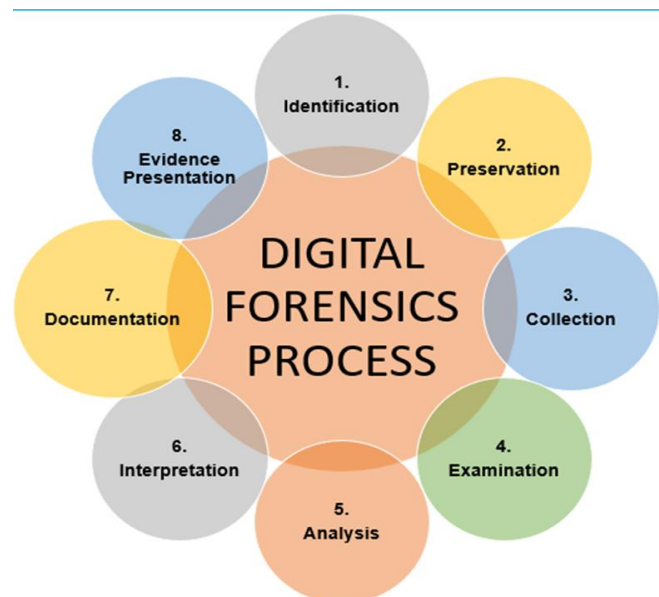 DIGITAL
FORENSICS
PROCESS
1.
Identification
2.
Preservation
3.
Collection
4.
Examination
5.
Analysis
6.
Interpretation
7.
Documentation
8.
Evidence
Presentation